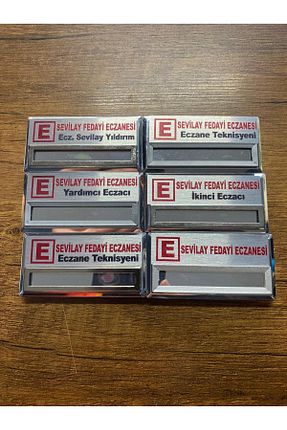 E SEVİLAY FEDAYİ ECZANESİ
Ecz. Sevilay Yıldırım
E SEVİLAY FEDAYİ ECZANESİ
Eczane Teknisyeni
E SEVİLAY FEDAYİ ECZANESİ
Yardımcı Eczacı
E SEVİLAY FEDAYİ ECZANESİ
İkinci Eczacı
E SEVİLAY FEDAYİ ECZANESİ
Eczane Teknisyeni
E SEVİLAY FEDAYİ ECZANESİ